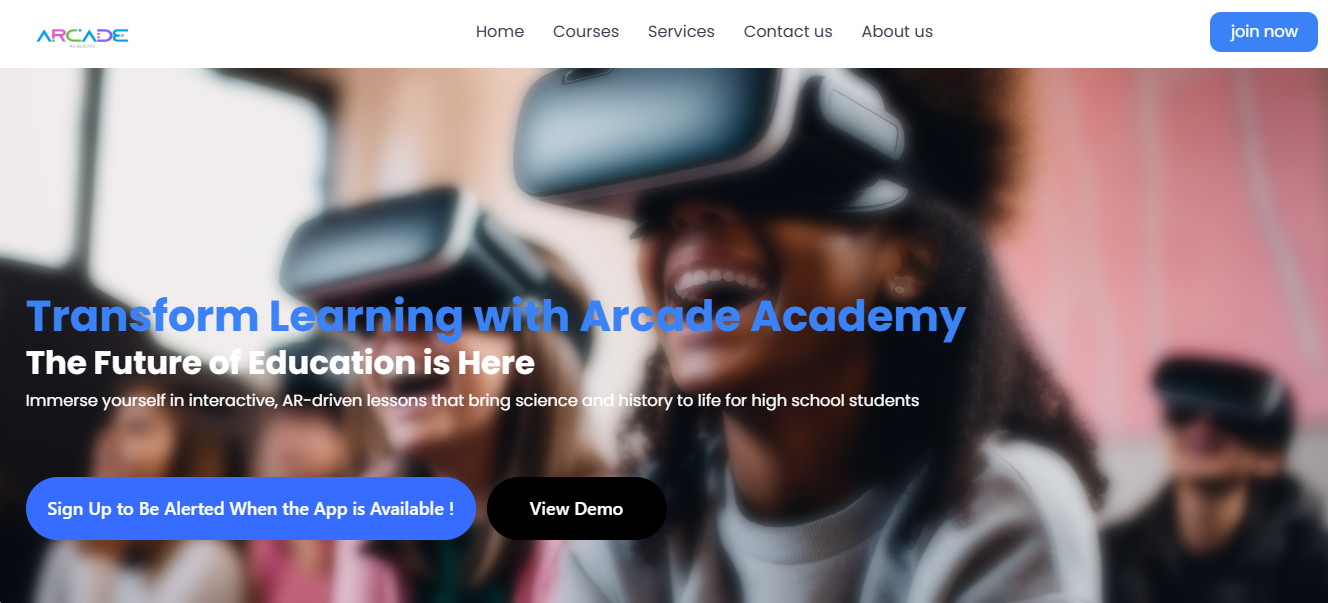 ARCADE
ACADEMY
Home Courses Services Contact us About us
join now
Transform Learning with Arcade Academy
The Future of Education is Here
Immerse yourself in interactive, AR-driven lessons that bring science and history to life for high school students
Sign Up to Be Alerted When the App is Available !
View Demo